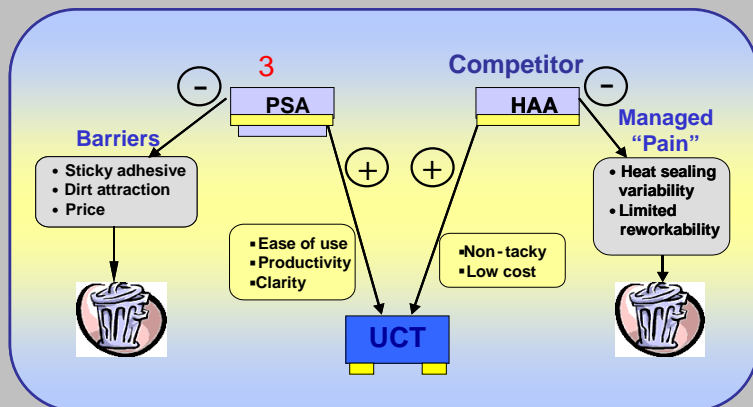 3
Competitor
-
PSA
HAA
-
Barriers
Managed
“Pain”
• Sticky adhesive
• Dirt attraction
• Price
+
+
• Heat sealing
variability
• Limited
reworkability
▪Ease of use
▪Productivity
▪Clarity
▪Non-tacky
▪Low cost
UCT